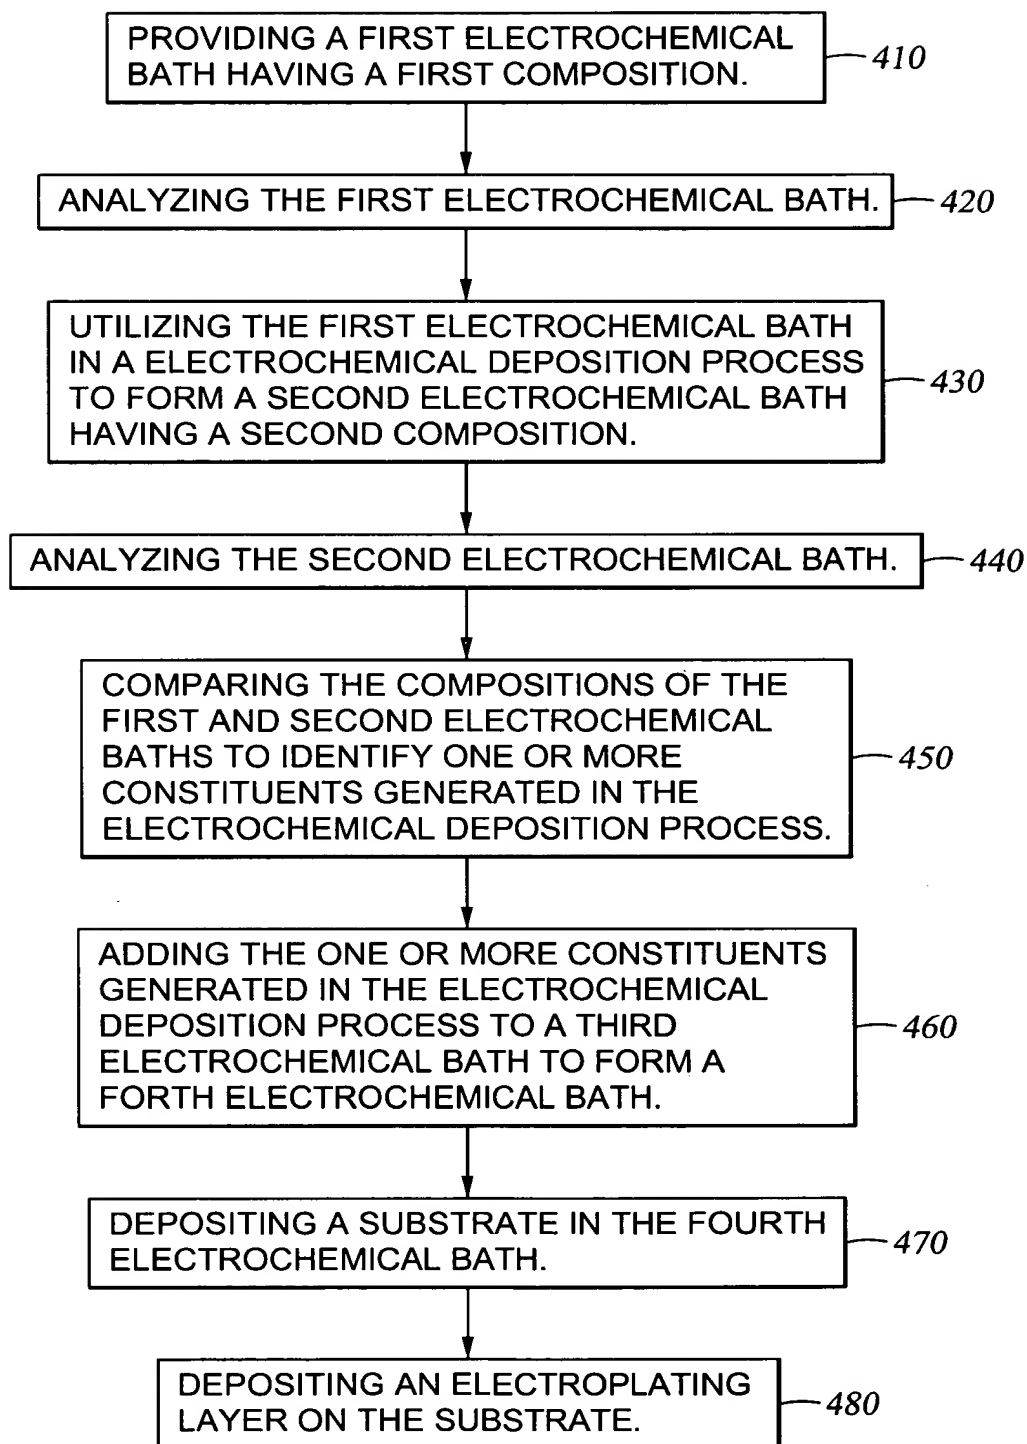 PROVIDING A FIRST ELECTROCHEMICAL
BATH HAVING A FIRST COMPOSITION.
410
ANALYZING THE FIRST ELECTROCHEMICAL BATH.
420
UTILIZING THE FIRST ELECTROCHEMICAL BATH
IN A ELECTROCHEMICAL DEPOSITION PROCESS
TO FORM A SECOND ELECTROCHEMICAL BATH
HAVING A SECOND COMPOSITION.
430
ANALYZING THE SECOND ELECTROCHEMICAL BATH.
440
COMPARING THE COMPOSITIONS OF THE
FIRST AND SECOND ELECTROCHEMICAL
BATHS TO IDENTIFY ONE OR MORE
CONSTITUENTS GENERATED IN THE
ELECTROCHEMICAL DEPOSITION PROCESS.
450
ADDING THE ONE OR MORE CONSTITUENTS
GENERATED IN THE ELECTROCHEMICAL
DEPOSITION PROCESS TO A THIRD
ELECTROCHEMICAL BATH TO FORM A
FORTH ELECTROCHEMICAL BATH.
460
DEPOSITING A SUBSTRATE IN THE FOURTH
ELECTROCHEMICAL BATH.
470
DEPOSITING AN ELECTROPLATING
LAYER ON THE SUBSTRATE.
480